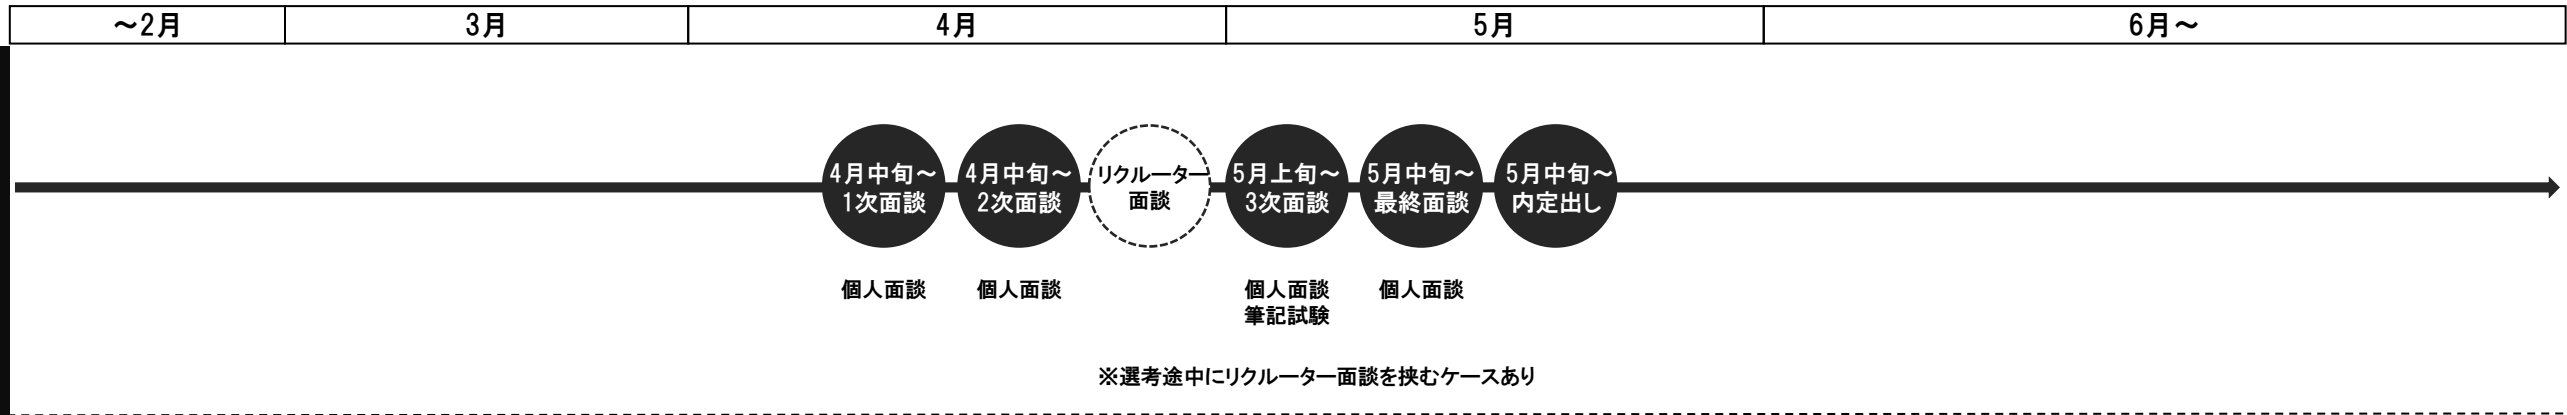 ～2月
3月
4月
5月
6月～
4月中旬～
1次面談
4月中旬～
2次面談
リクルーター
面談
5月上旬～
3次面談
5月中旬～
最終面談
5月中旬～
内定出し
個人面談
個人面談
個人面談
筆記試験
個人面談
※選考途中にリクルーター面談を挟むケースあり